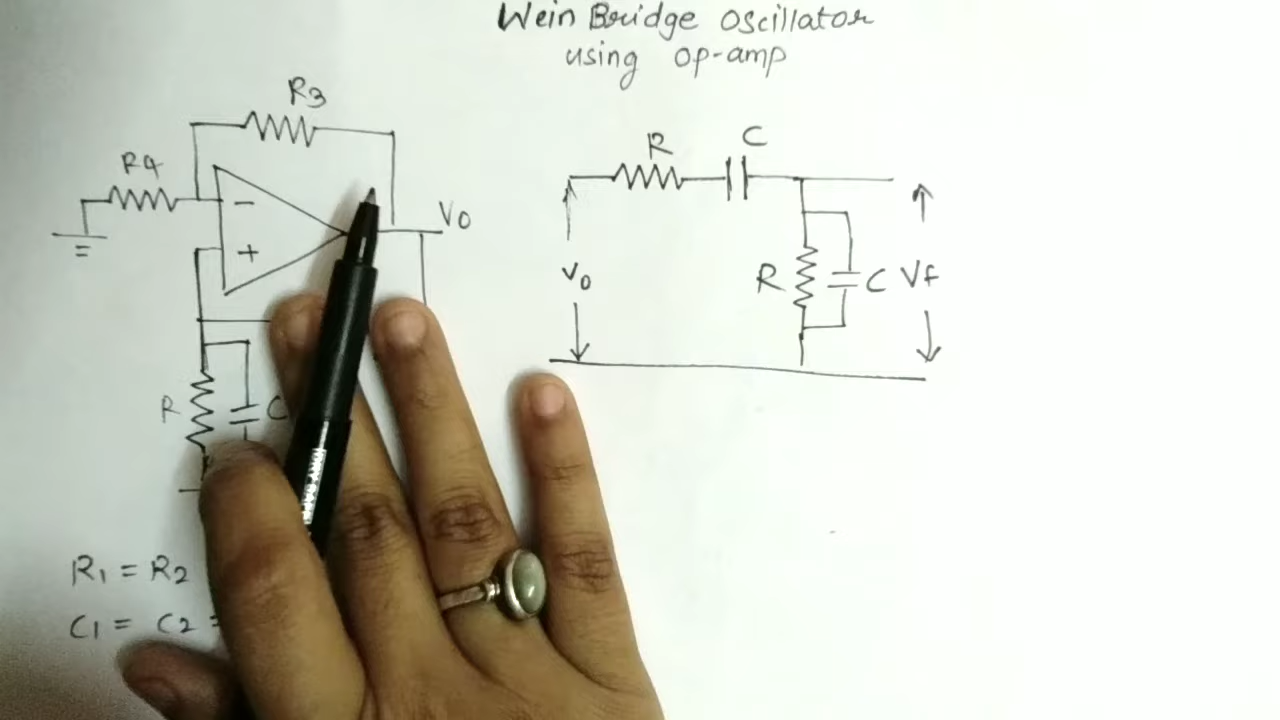 Wein Bridge Oscillator
using op-amp
R3
R4
-
+
Vo
R
C
R1 = R2
C1 = C2 =
R
C
Vo
R
C
Vf